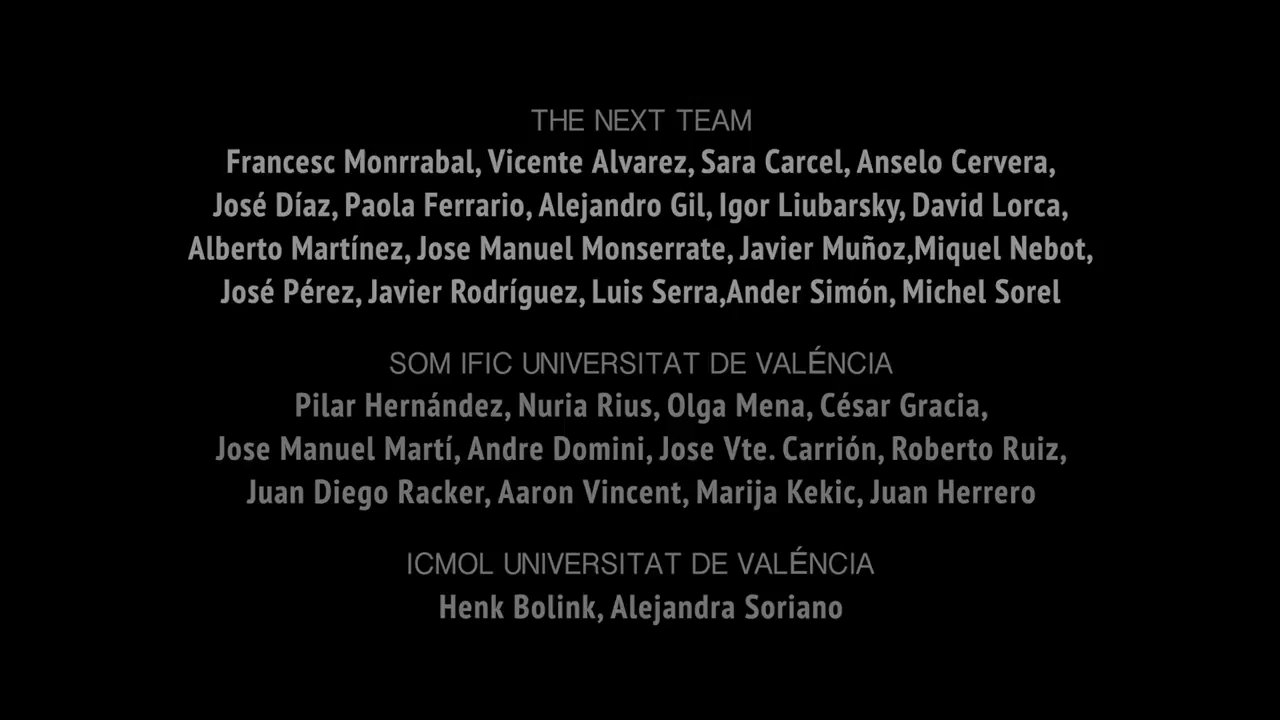 THE NEXT TEAM
Francesc Monrrabal, Vicente Alvarez, Sara Carcel, Anselo Cervera,
José Díaz, Paola Ferrario, Alejandro Gil, Igor Liubarsky, David Lorca,
Alberto Martínez, Jose Manuel Monserrate, Javier Muñoz,Miquel Nebot,
José Pérez, Javier Rodríguez, Luis Serra,Ander Simón, Michel Sorel
SOM IFIC UNIVERSITAT DE VALÉNCIA
Pilar Hernández, Nuria Rius, Olga Mena, César Gracia,
Jose Manuel Martí, Andre Domini, Jose Vte. Carrión, Roberto Ruiz,
Juan Diego Racker, Aaron Vincent, Marija Kekic, Juan Herrero
ICMOL UNIVERSITAT DE VALÉNCIA
Henk Bolink, Alejandra Soriano